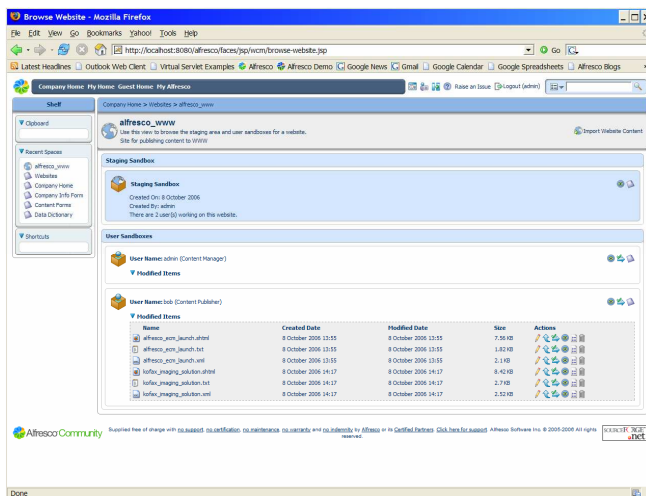 Browse Website - Mozilla Firefox
File Edit View Go Bookmarks Yahoo! Tools Help
http://localhost:8080/alfresco/faces/jsp/wcm/browse-website.jsp Go
Latest Headlines Outlook Web Client Virtual Servlet Examples Alfresco Alfresco Demo Google News Gmail Google Calendar Google Spreadsheets Alfresco Blogs
Company Home My Home Guest Home My Alfresco Raise an Issue Logout (admin)
Shelf
Company Home > Websites > alfresco_www
Clipboard
alfresco_www
Use this view to browse the staging area and user sandboxes for a website.
Site for publishing content to WWW
Import Website Content
Recent Spaces
alfresco_www
Websites
Company Home
Company Info Form
Content Forms
Data Dictionary
Shortcuts
Staging Sandbox
Staging Sandbox
Created On: 8 October 2006
Created By: admin
There are 2 user(s) working on this website.
User Sandboxes
User Name: admin (Content Manager)
Modified Items
User Name: bob (Content Publisher)
Modified Items
Name Created Date Modified Date Size Actions
alfresco_ecm_launch.shtml 8 October 2006 13:55 8 October 2006 13:55 7.56 KB
alfresco_ecm_launch.txt 8 October 2006 13:55 8 October 2006 13:55 1.82 KB
alfresco_ecm_launch.xml 8 October 2006 13:55 8 October 2006 13:55 2.1 KB
kofax_imaging_solution.shtml 8 October 2006 14:17 8 October 2006 14:17 8.42 KB
kofax_imaging_solution.txt 8 October 2006 14:17 8 October 2006 14:17 2.7 KB
kofax_imaging_solution.xml 8 October 2006 14:17 8 October 2006 14:17 2.52 KB
Alfresco Community
Supplied free of charge with no support, no certification, no maintenance, no warranty and no indemnity by Alfresco or its Certified Partners. Click here for support. Alfresco Software Inc. © 2005-2006 All rights
reserved.
SOURCEFORGE
.net
Done